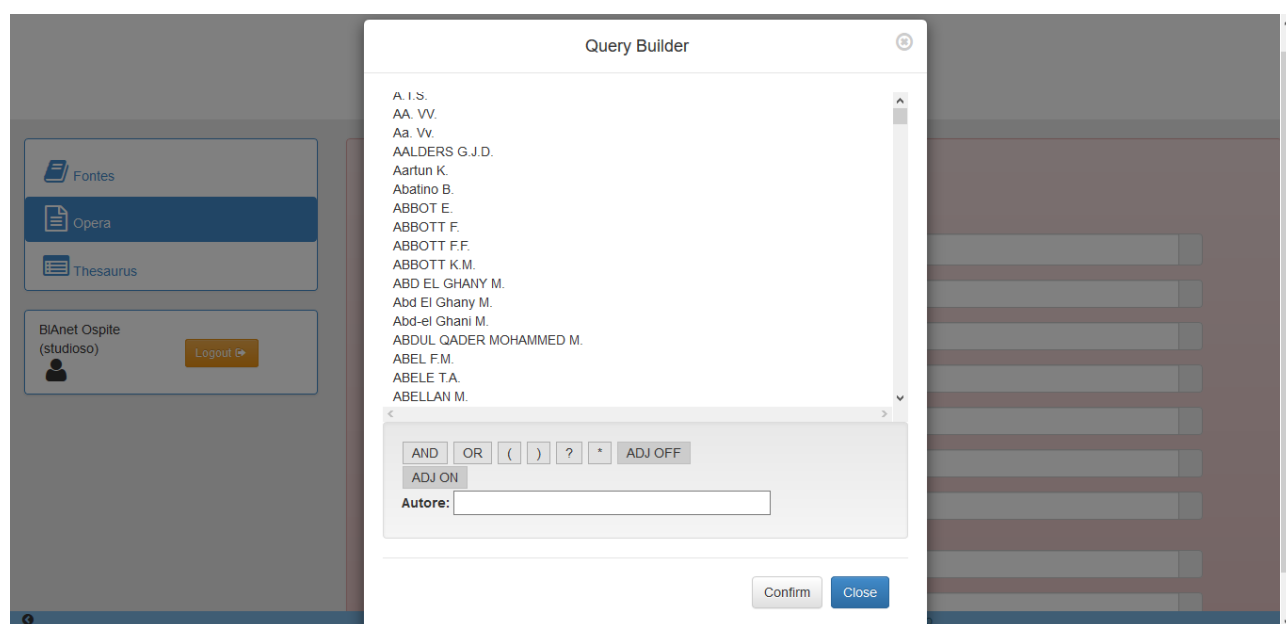 Query Builder
A.T.S.
AA. VV.
Aa. Vv.
AALDERS G.J.D.
Aartun K.
Abatino B.
ABBOT E.
ABBOTT F.
ABBOTT F.F.
ABBOTT K.M.
ABD EL GHANY M.
Abd El Ghany M.
Abd-el Ghani M.
ABDUL QADER MOHAMMED M.
ABEL F.M.
ABELE T.A.
ABELLAN M.
AND OR ( ) ? * ADJ OFF
ADJ ON
Autore:
Confirm Close
Fontes
Opera
Thesaurus
BIAnet Ospite
(studioso)
Logout